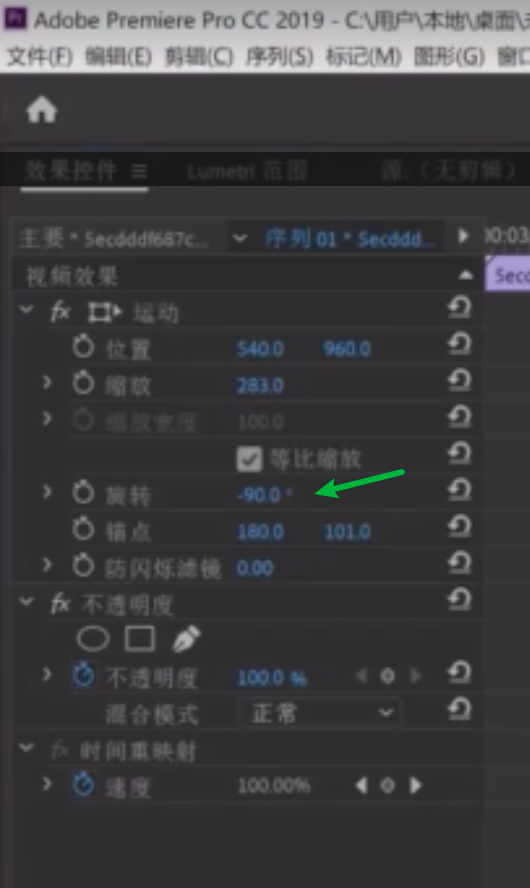 Adobe Premiere Pro CC 2019 - C:\用户\本地\桌面\
文件(F) 编辑(E) 剪辑(C) 序列(S) 标记(M) 图形(G) 窗口
效果控件 Lumetri 范围 源:（无剪辑）
主要 * Secdddf687c... 序列 01 * Secddd... 00:03
视频效果 Secd
fx 运动
位置 540.0 960.0
缩放 283.0
缩放宽度 100.0
等比缩放
旋转 -90.0 °
锚点 180.0 101.0
防闪烁滤镜 0.00
fx 不透明度
不透明度 100.0 %
混合模式 正常
fx 时间重映射
速度 100.00%